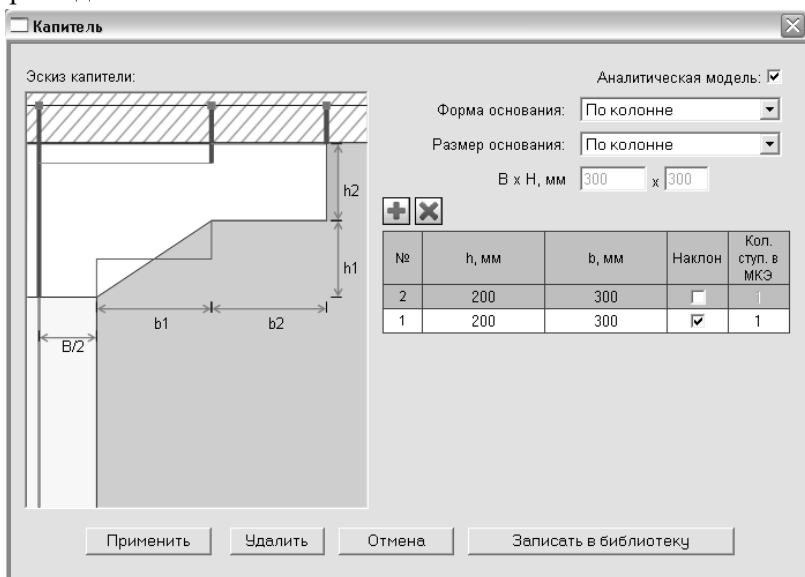 Капитель
Эскиз капители:
Аналитическая модель:
Форма основания: По колонне
Размер основания: По колонне
B x H, мм 300 x 300
№ h, мм b, мм Наклон Кол. ступ. в МКЭ
2 200 300 1
1 200 300 1
h2
h1
b1 b2
B/2
Применить Удалить Отмена Записать в библиотеку